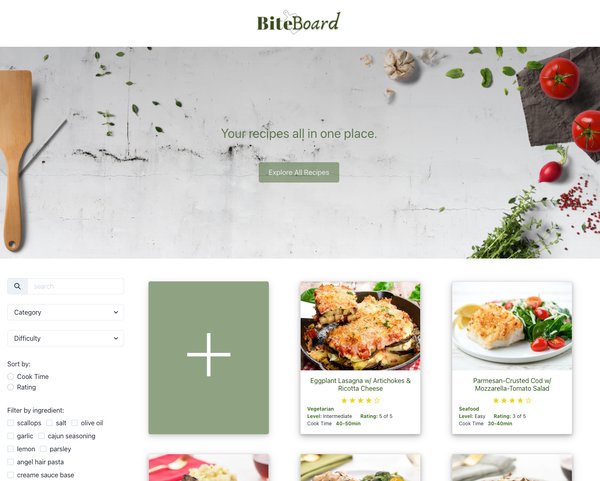 BiteBoard
Your recipes all in one place.
Explore All Recipes
search
Category
Difficulty
Sort by:
Cook Time
Rating
Filter by ingredient:
scallops salt olive oil
garlic cajun seasoning
lemon parsley
angel hair pasta
creame sauce base
Eggplant Lasagna w/ Artichokes &
Ricotta Cheese
Vegetarian
Level: Intermediate Rating: 5 of 5
Cook Time 40-50min
Parmesan-Crusted Cod w/
Mozzarella-Tomato Salad
Seafood
Level: Easy Rating: 3 of 5
Cook Time 30-40min